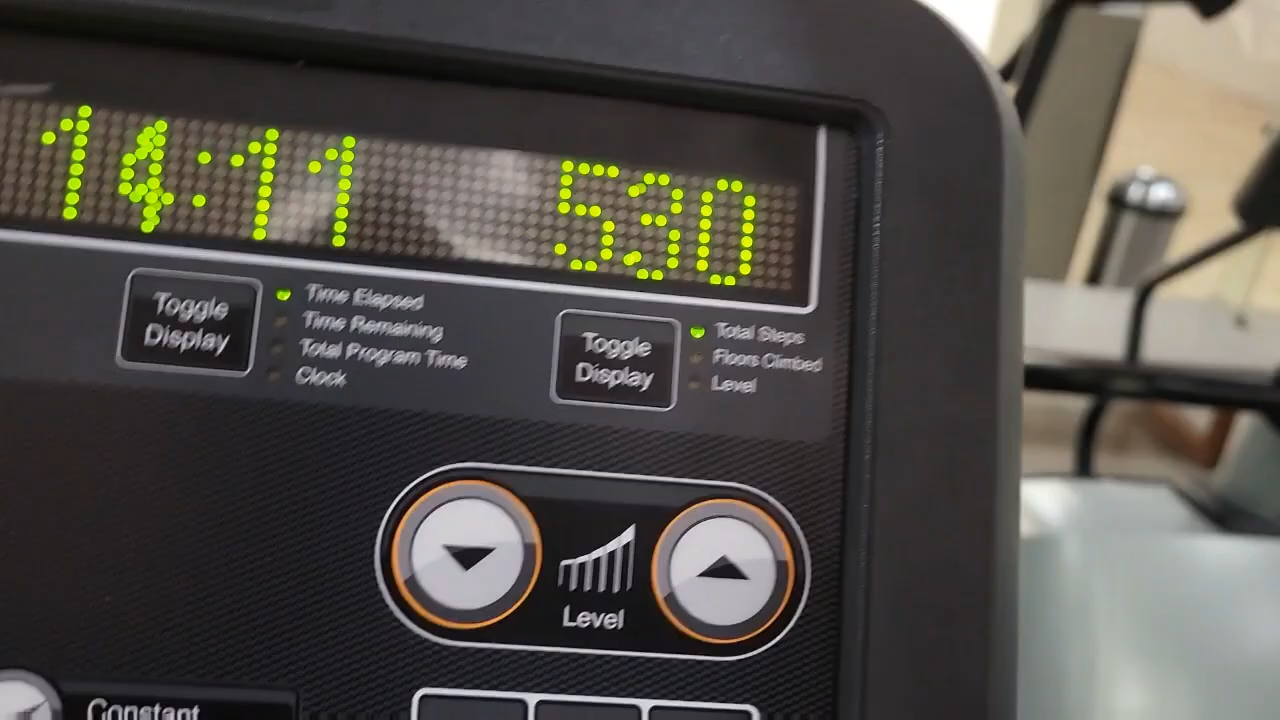 14:11 530
Toggle
Display
Time Elapsed
Time Remaining
Total Program Time
Clock
Toggle
Display
Total Steps
Floors Climbed
Level
Level
Constant